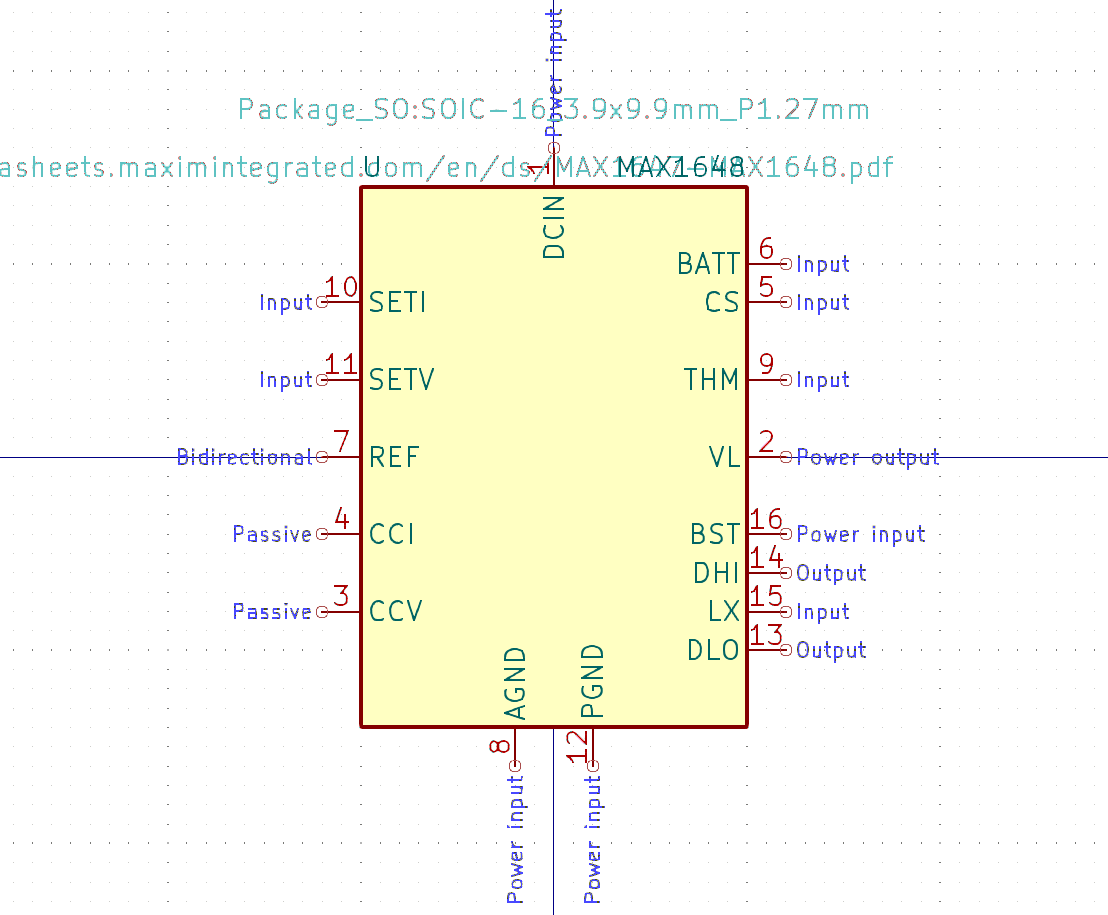 Power input
Package_SO:SOIC-16_3.9x9.9mm_P1.27mm
asheets.maximintegrated.com/en/ds/MAX1647-MAX1648.pdf
U
MAX1648
1
DCIN
BATT 6 Input
Input 10 SETI
CS 5 Input
Input 11 SETV
THM 9 Input
Bidirectional 7 REF
VL 2 Power output
Passive 4 CCI
BST 16 Power input
DHI 14 Output
Passive 3 CCV
LX 15 Input
DLO 13 Output
AGND
PGND
8
12
Power input
Power input